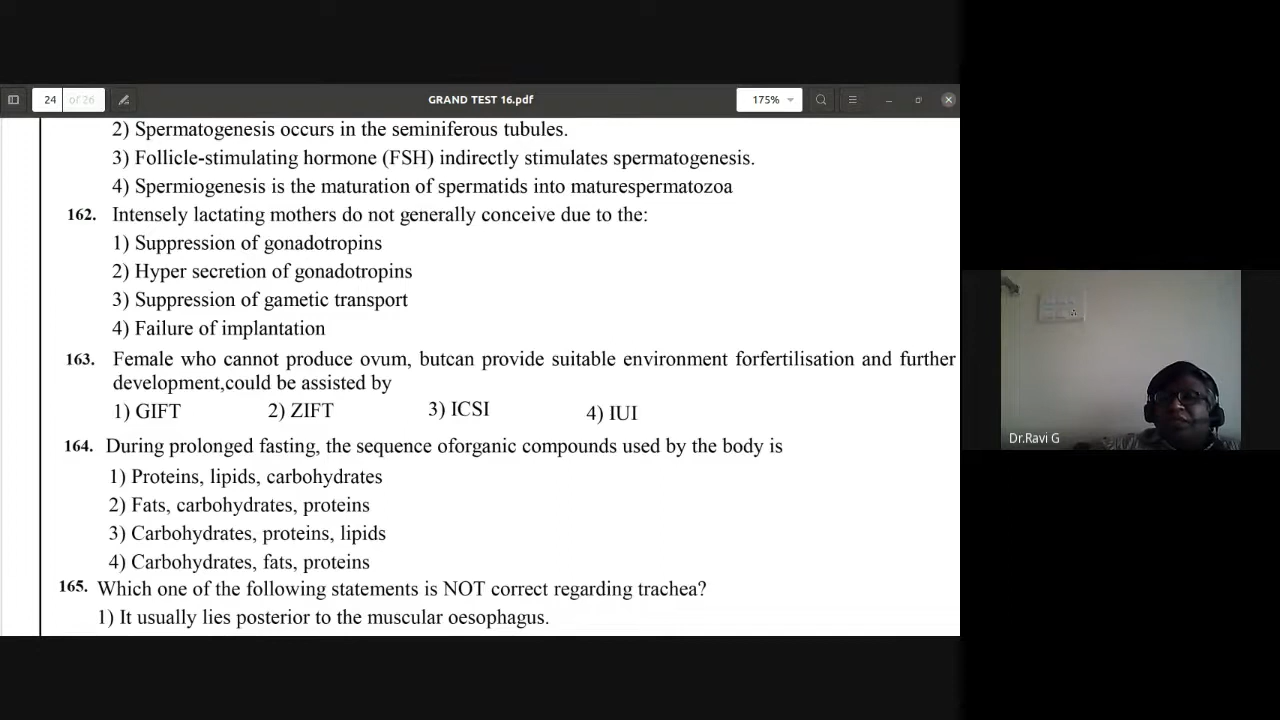 24 of 26
GRAND TEST 16.pdf
175%
2) Spermatogenesis occurs in the seminiferous tubules.
3) Follicle-stimulating hormone (FSH) indirectly stimulates spermatogenesis.
4) Spermiogenesis is the maturation of spermatids into maturespermatozoa
162. Intensely lactating mothers do not generally conceive due to the:
1) Suppression of gonadotropins
2) Hyper secretion of gonadotropins
3) Suppression of gametic transport
4) Failure of implantation
163. Female who cannot produce ovum, butcan provide suitable environment forfertilisation and further
development,could be assisted by
1) GIFT 2) ZIFT 3) ICSI 4) IUI
164. During prolonged fasting, the sequence oforganic compounds used by the body is
1) Proteins, lipids, carbohydrates
2) Fats, carbohydrates, proteins
3) Carbohydrates, proteins, lipids
4) Carbohydrates, fats, proteins
165. Which one of the following statements is NOT correct regarding trachea?
1) It usually lies posterior to the muscular oesophagus.
Dr.Ravi G